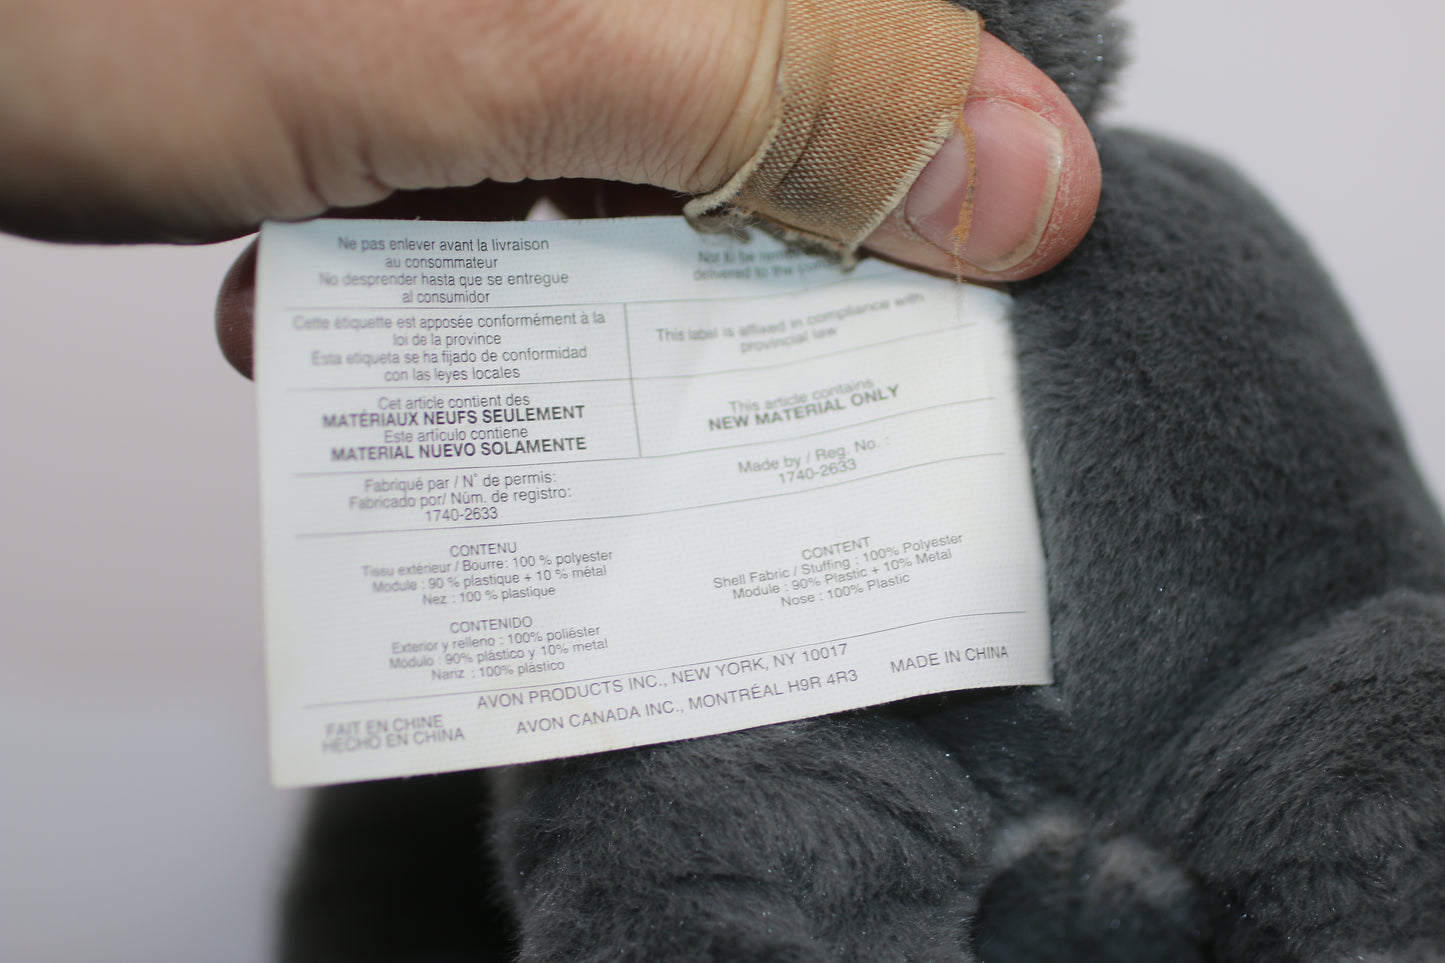 Ne pas enlever avant la livraison
au consommateur
No desprender hasta que se entregue
al consumidor
Not to be
delivered to the
Cette étiquette est apposée conformément à la
loi de la province
Esta etiqueta se ha fijado de conformidad
con las leyes locales
This label is affixed in compliance with
provincial law
Cet article contient des
MATÉRIAUX NEUFS SEULEMENT
Este artículo contiene
MATERIAL NUEVO SOLAMENTE
This article contains
NEW MATERIAL ONLY
Fabriqué par / N° de permis:
Fabricado por/ Núm. de registro:
1740-2633
Made by / Reg. No. :
1740-2633
CONTENU
Tissu extérieur / Bourre: 100 % polyester
Module : 90 % plastique + 10 % métal
Nez : 100 % plastique
CONTENIDO
Exterior y relleno : 100% poliéster
Módulo : 90% plástico y 10% metal
Nariz : 100% plástico
CONTENT
Shell Fabric / Stuffing : 100% Polyester
Module : 90% Plastic + 10% Metal
Nose : 100% Plastic
AVON PRODUCTS INC., NEW YORK, NY 10017
AVON CANADA INC., MONTRÉAL H9R 4R3
FAIT EN CHINE
HECHO EN CHINA
MADE IN CHINA